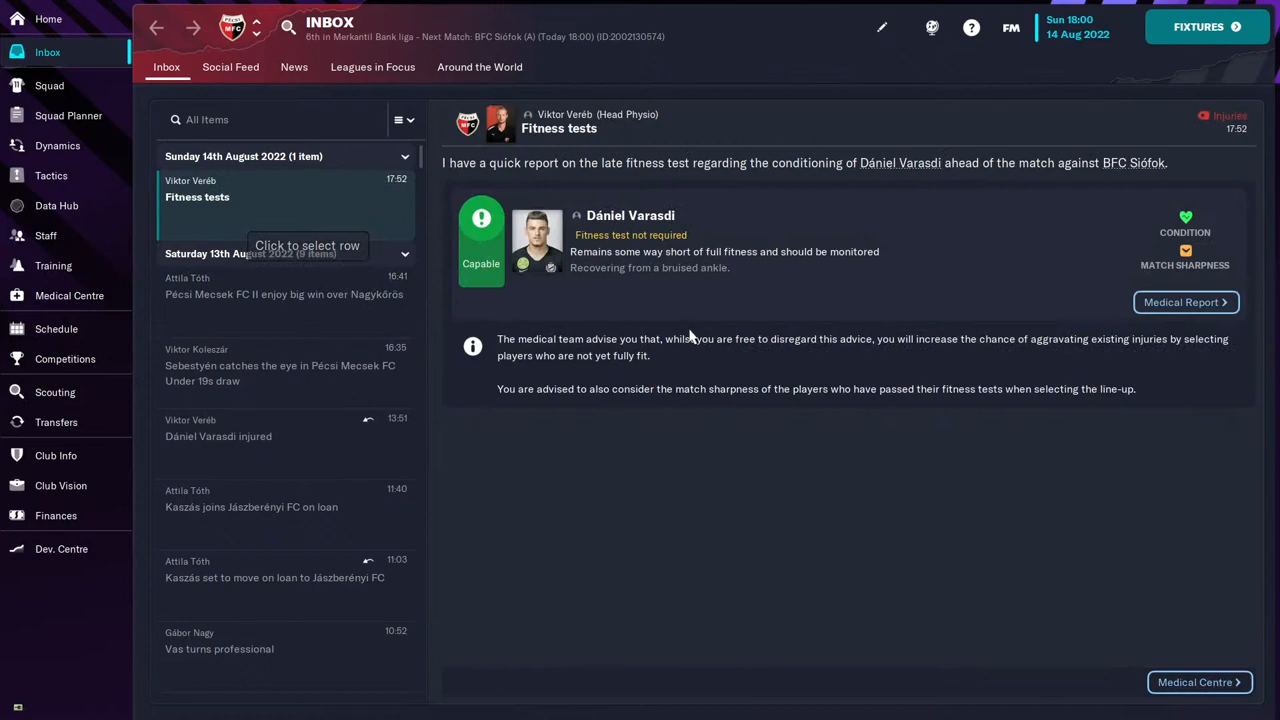 Home
Inbox
Squad
Squad Planner
Dynamics
Tactics
Data Hub
Staff
Training
Medical Centre
Schedule
Competitions
Scouting
Transfers
Club Info
Club Vision
Finances
Dev. Centre
PÉCSI
MFC
INBOX
6th in Merkantil Bank liga - Next Match: BFC Siófok (A) (Today 18:00) (ID:2002130574)
?
FM
Sun 18:00
14 Aug 2022
FIXTURES
Inbox
Social Feed
News
Leagues in Focus
Around the World
All Items
Sunday 14th August 2022 (1 item)
Viktor Veréb 17:52
Fitness tests
Click to select row
Saturday 13th August 2022 (9 items)
Attila Tóth 16:41
Pécsi Mecsek FC II enjoy big win over Nagykőrös
Viktor Koleszár 16:35
Sebestyén catches the eye in Pécsi Mecsek FC
Under 19s draw
Viktor Veréb 13:51
Dániel Varasdi injured
Attila Tóth 11:40
Kaszás joins Jászberényi FC on loan
Attila Tóth 11:03
Kaszás set to move on loan to Jászberényi FC
Gábor Nagy 10:52
Vas turns professional
MFC
Viktor Veréb (Head Physio)
Fitness tests
Injuries
17:52
I have a quick report on the late fitness test regarding the conditioning of Dániel Varasdi ahead of the match against BFC Siófok.
Capable
Dániel Varasdi
Fitness test not required
Remains some way short of full fitness and should be monitored
Recovering from a bruised ankle.
CONDITION
MATCH SHARPNESS
Medical Report
The medical team advise you that, whilst you are free to disregard this advice, you will increase the chance of aggravating existing injuries by selecting
players who are not yet fully fit.
You are advised to also consider the match sharpness of the players who have passed their fitness tests when selecting the line-up.
Medical Centre